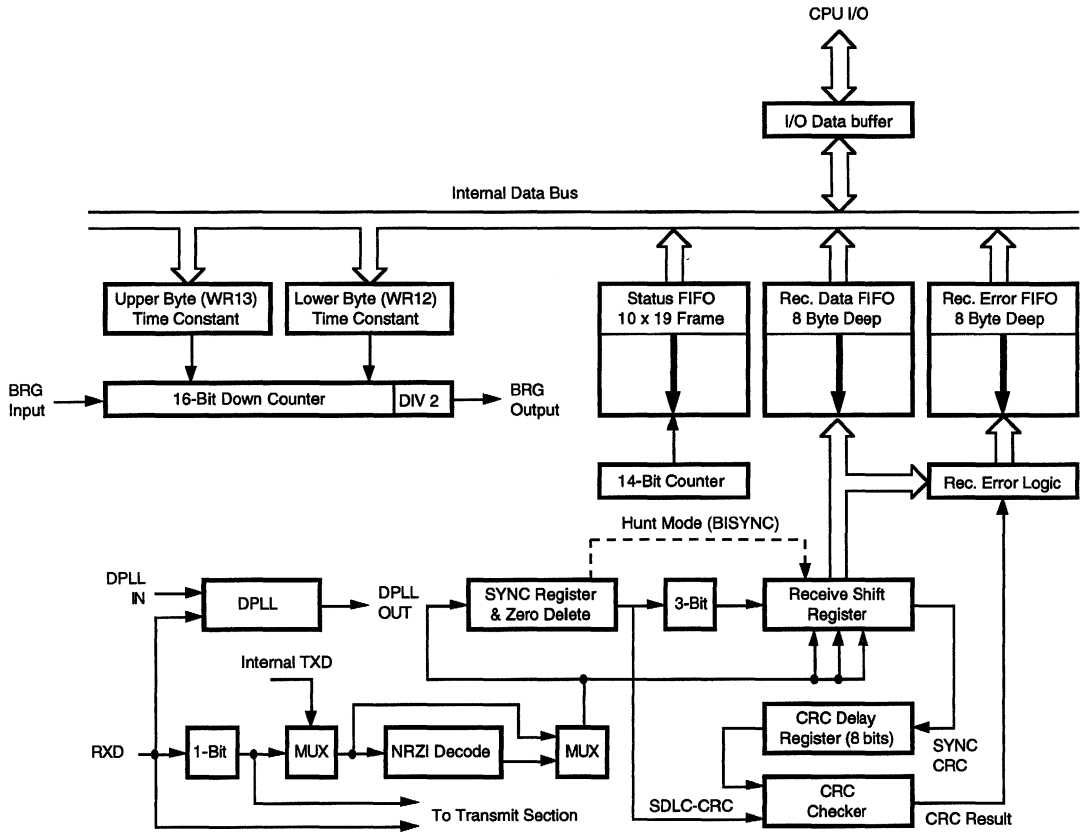 CPU I/O
I/O Data buffer
Internal Data Bus
Upper Byte (WR13)
Time Constant
Lower Byte (WR12)
Time Constant
Status FIFO
10 x 19 Frame
Rec. Data FIFO
8 Byte Deep
Rec. Error FIFO
8 Byte Deep
BRG
Input
16-Bit Down Counter
DIV 2
BRG
Output
14-Bit Counter
Rec. Error Logic
Hunt Mode (BISYNC)
DPLL
IN
DPLL
DPLL
OUT
SYNC Register
& Zero Delete
3-Bit
Receive Shift
Register
Internal TXD
RXD
1-Bit
MUX
NRZI Decode
MUX
CRC Delay
Register (8 bits)
SYNC
CRC
To Transmit Section
SDLC-CRC
CRC
Checker
CRC Result